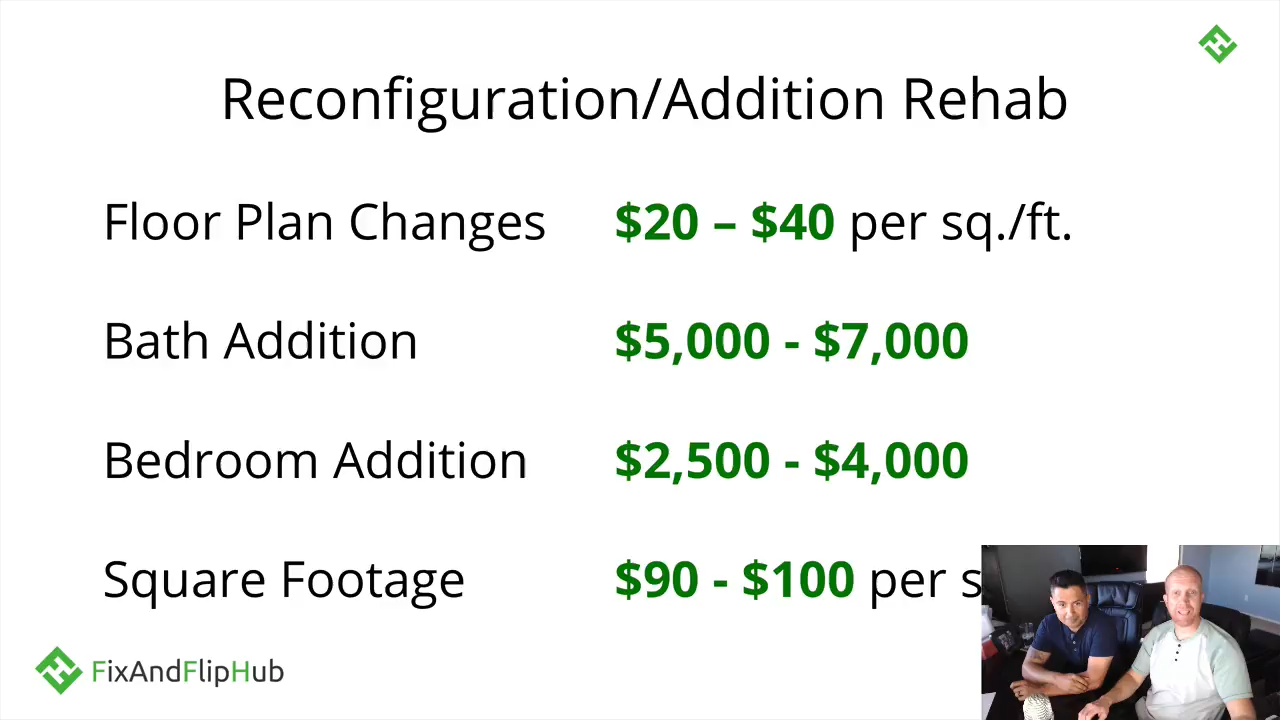 Reconfiguration/Addition Rehab
Floor Plan Changes $20 – $40 per sq./ft.
Bath Addition $5,000 - $7,000
Bedroom Addition $2,500 - $4,000
Square Footage $90 - $100 per s
FixAndFlipHub